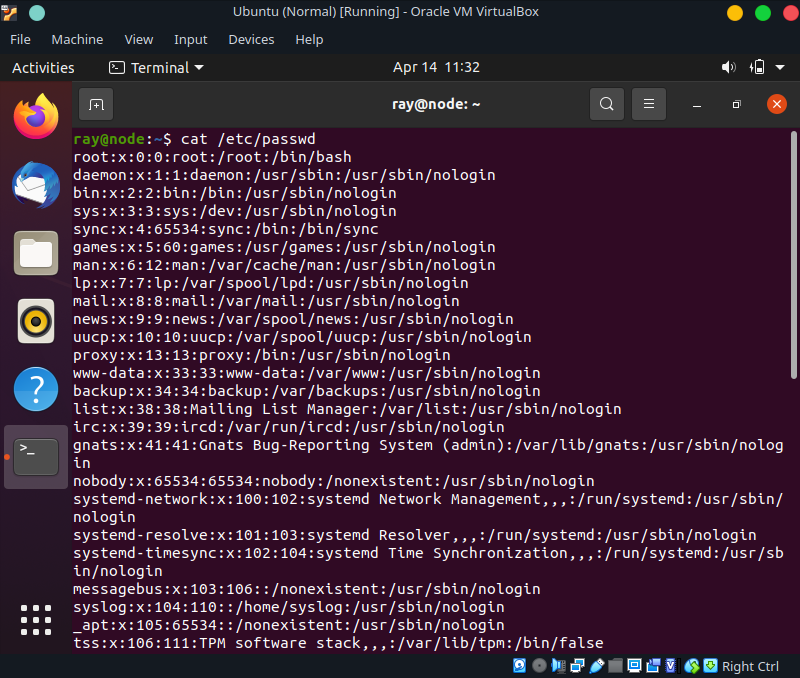 Ubuntu (Normal) [Running] - Oracle VM VirtualBox
File Machine View Input Devices Help
Activities Terminal Apr 14 11:32
ray@node: ~
ray@node:~$ cat /etc/passwd
root:x:0:0:root:/root:/bin/bash
daemon:x:1:1:daemon:/usr/sbin:/usr/sbin/nologin
bin:x:2:2:bin:/bin:/usr/sbin/nologin
sys:x:3:3:sys:/dev:/usr/sbin/nologin
sync:x:4:65534:sync:/bin:/bin/sync
games:x:5:60:games:/usr/games:/usr/sbin/nologin
man:x:6:12:man:/var/cache/man:/usr/sbin/nologin
lp:x:7:7:lp:/var/spool/lpd:/usr/sbin/nologin
mail:x:8:8:mail:/var/mail:/usr/sbin/nologin
news:x:9:9:news:/var/spool/news:/usr/sbin/nologin
uucp:x:10:10:uucp:/var/spool/uucp:/usr/sbin/nologin
proxy:x:13:13:proxy:/bin:/usr/sbin/nologin
www-data:x:33:33:www-data:/var/www:/usr/sbin/nologin
backup:x:34:34:backup:/var/backups:/usr/sbin/nologin
list:x:38:38:Mailing List Manager:/var/list:/usr/sbin/nologin
irc:x:39:39:ircd:/var/run/ircd:/usr/sbin/nologin
gnats:x:41:41:Gnats Bug-Reporting System (admin):/var/lib/gnats:/usr/sbin/nolog
in
nobody:x:65534:65534:nobody:/nonexistent:/usr/sbin/nologin
systemd-network:x:100:102:systemd Network Management,,,:/run/systemd:/usr/sbin/
nologin
systemd-resolve:x:101:103:systemd Resolver,,,:/run/systemd:/usr/sbin/nologin
systemd-timesync:x:102:104:systemd Time Synchronization,,,:/run/systemd:/usr/sb
in/nologin
messagebus:x:103:106::/nonexistent:/usr/sbin/nologin
syslog:x:104:110::/home/syslog:/usr/sbin/nologin
_apt:x:105:65534::/nonexistent:/usr/sbin/nologin
tss:x:106:111:TPM software stack,,,:/var/lib/tpm:/bin/false
Right Ctrl